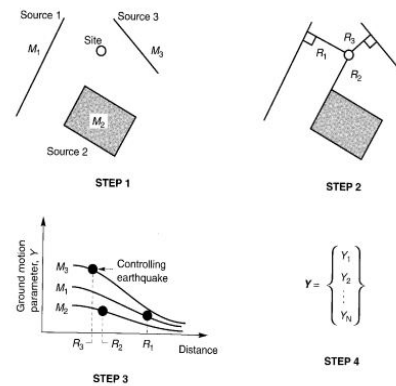 Source 1
Source 3
Site
M1
M3
M2
Source 2
STEP 1
R3
R1
R2
STEP 2
Ground motion
parameter, Y
M3
Controlling
earthquake
M1
M2
R3 R2 R1 Distance
STEP 3
Y =
Y1
Y2
YN
STEP 4